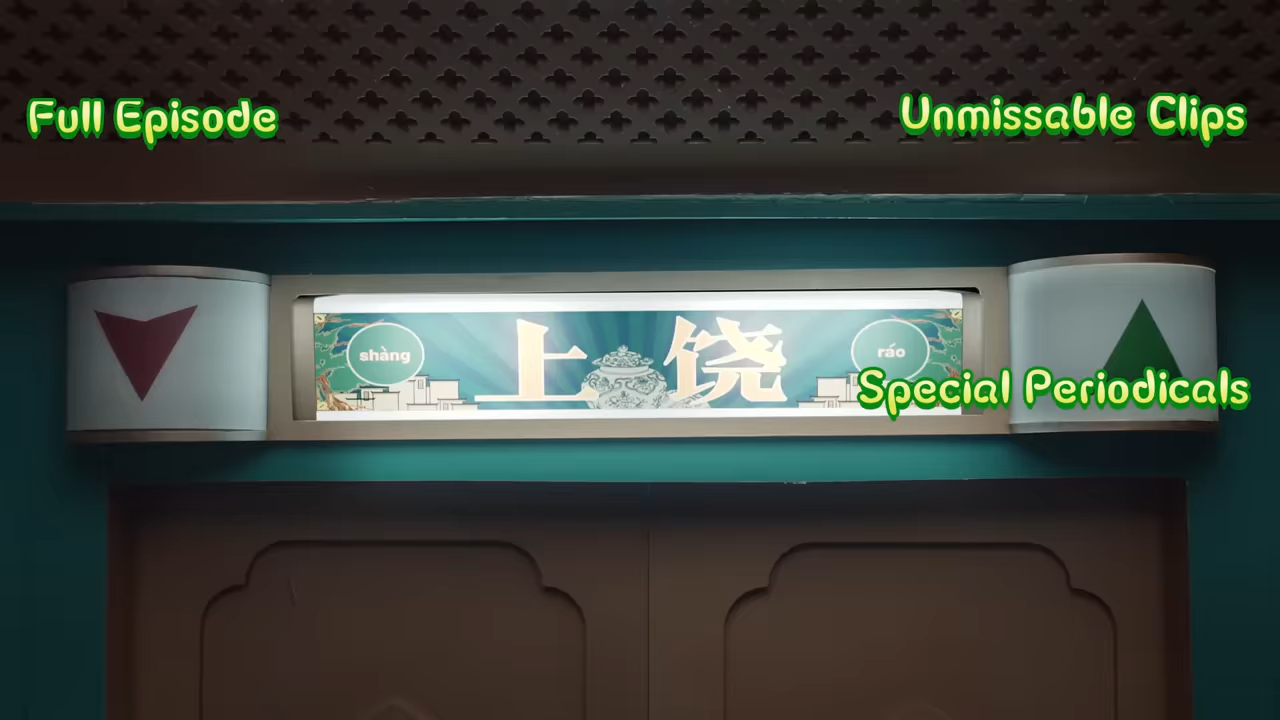 Full Episode
Unmissable Clips
shàng 上饶 ráo
Special Periodicals